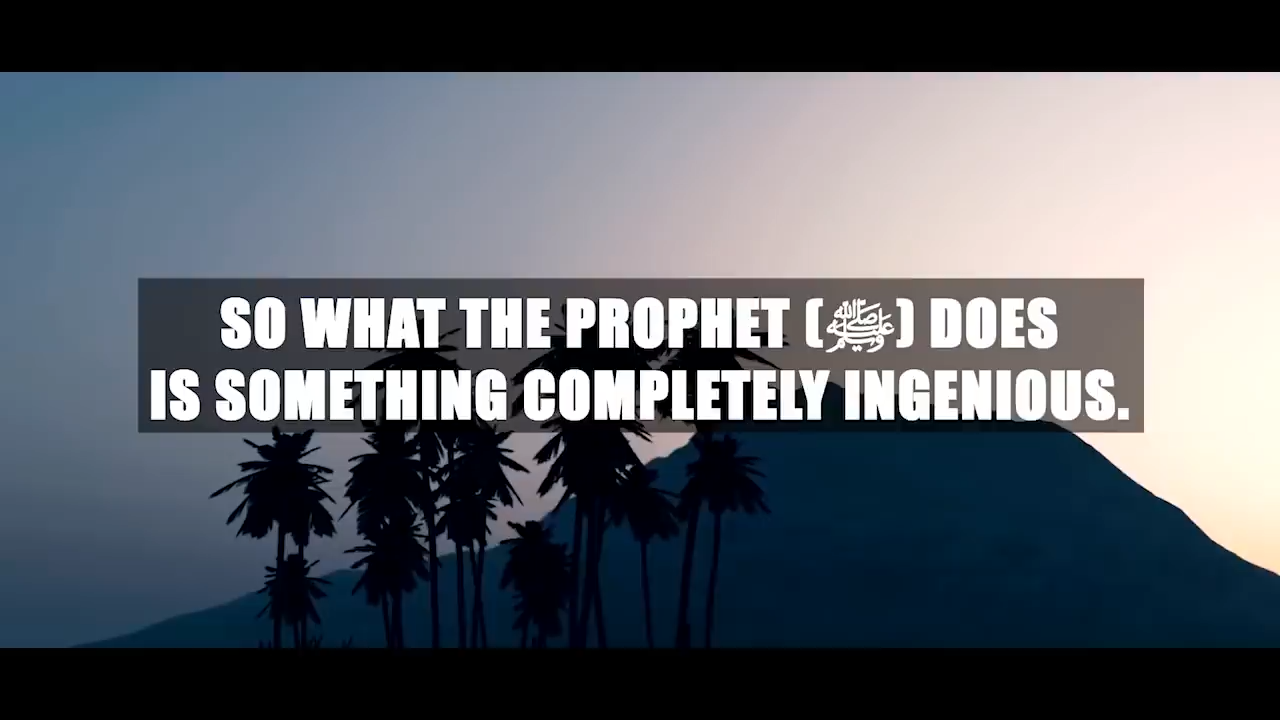 SO WHAT THE PROPHET (ﷺ) DOES
IS SOMETHING COMPLETELY INGENIOUS.